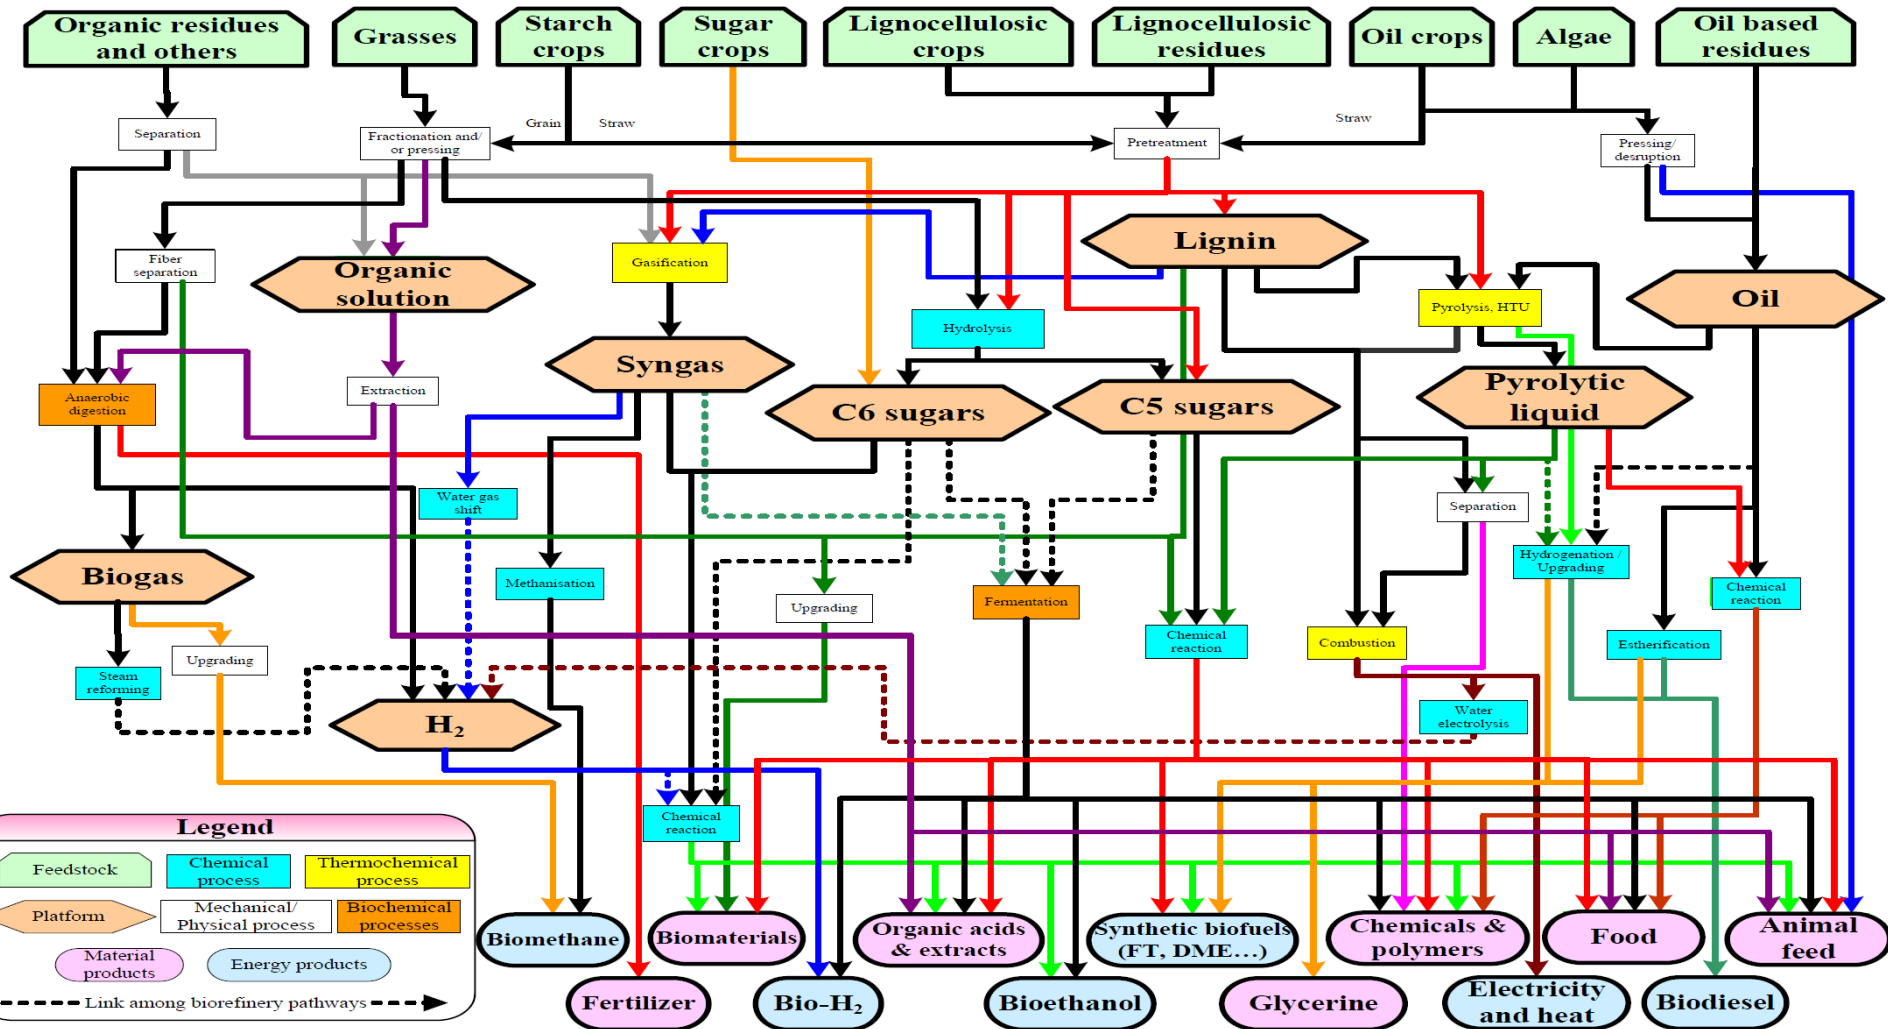 Organic residues
and others
Grasses
Starch
crops
Sugar
crops
Lignocellulosic
crops
Lignocellulosic
residues
Oil crops
Algae
Oil based
residues
Separation
Fractionation and/
or pressing
Grain
Straw
Pretreatment
Straw
Pressing/
desruption
Fiber
separation
Organic
solution
Gasification
Lignin
Pyrolysis, HTU
Oil
Hydrolysis
Syngas
Anaerobic
digestion
Extraction
C6 sugars
C5 sugars
Pyrolytic
liquid
Water gas
shift
Separation
Biogas
Methanisation
Upgrading
Fermentation
Hydrogenation /
Upgrading
Chemical
reaction
Chemical
reaction
Combustion
Estherification
Upgrading
Steam
reforming
H2
Water
electrolysis
Chemical
reaction
Legend
Feedstock
Chemical
process
Thermochemical
process
Platform
Mechanical/
Physical process
Biochemical
processes
Material
products
Energy products
Link among biorefinery pathways
Biomethane
Biomaterials
Organic acids
& extracts
Synthetic biofuels
(FT, DME...)
Chemicals &
polymers
Food
Animal
feed
Fertilizer
Bio-H2
Bioethanol
Glycerine
Electricity
and heat
Biodiesel